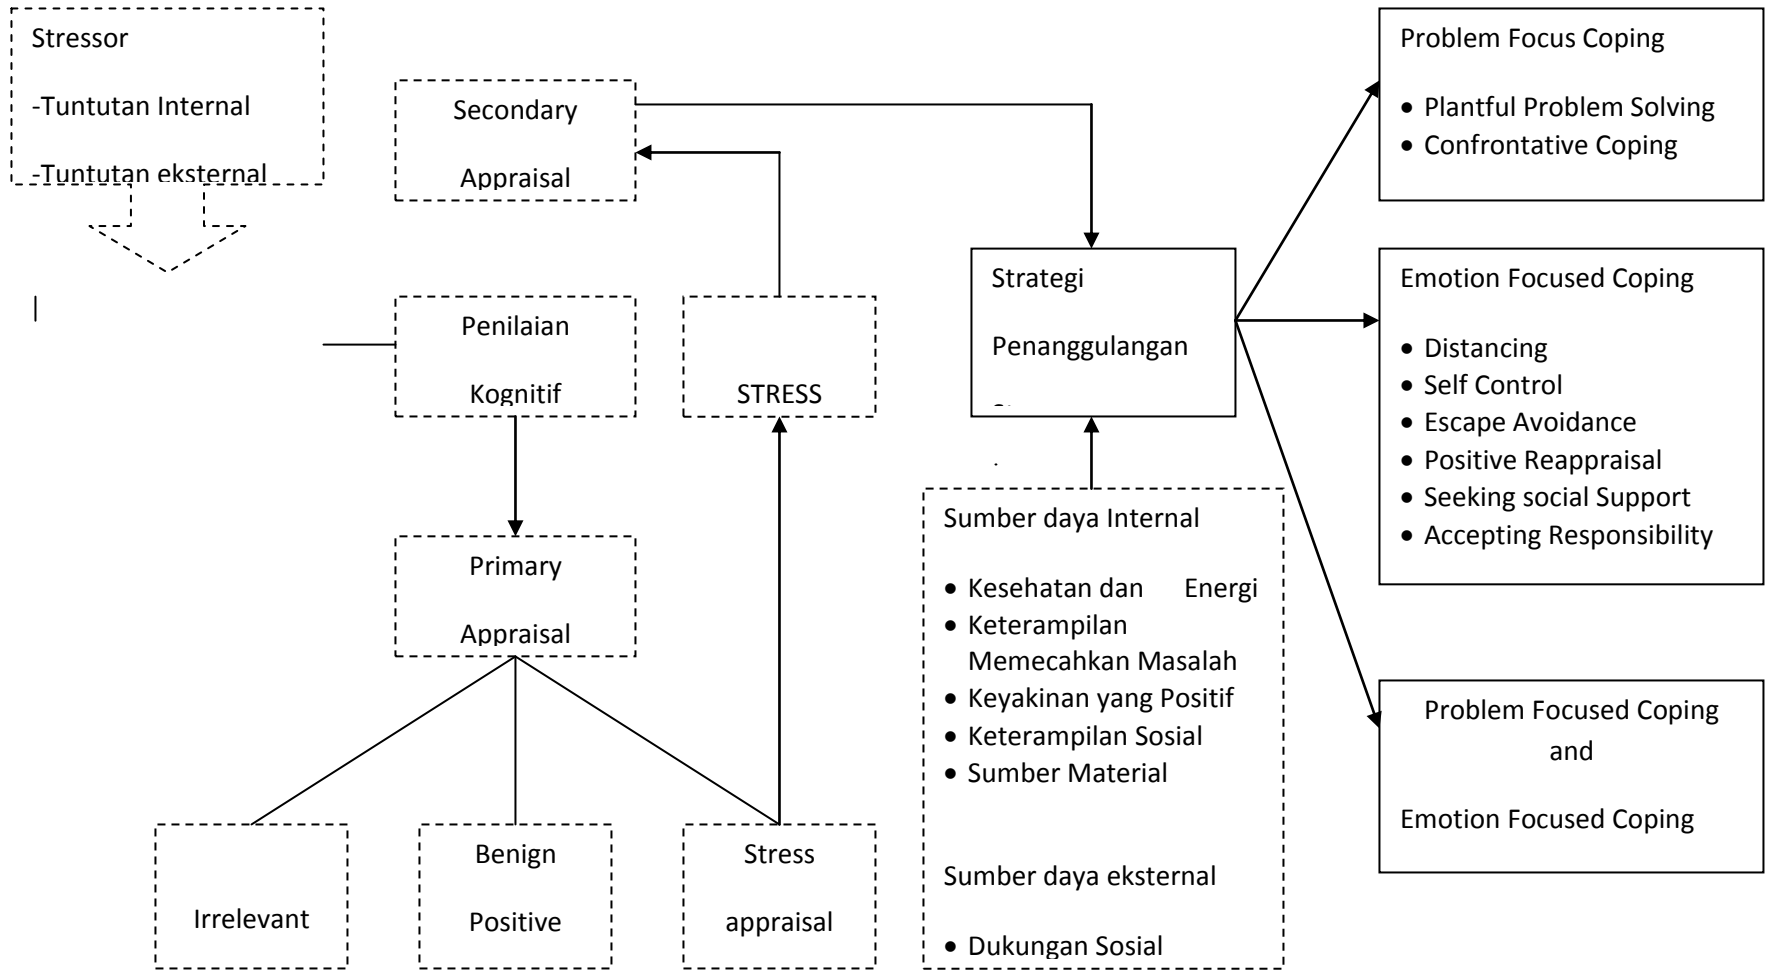 Stressor
-Tuntutan Internal
-Tuntutan eksternal
Secondary
Appraisal
Penilaian
Kognitif
STRESS
Primary
Appraisal
Irrelevant
Benign
Positive
Stress
appraisal
Strategi
Penanggulangan
Sumber daya Internal
• Kesehatan dan Energi
• Keterampilan
Memecahkan Masalah
• Keyakinan yang Positif
• Keterampilan Sosial
• Sumber Material
Sumber daya eksternal
• Dukungan Sosial
Problem Focus Coping
• Plantful Problem Solving
• Confrontative Coping
Emotion Focused Coping
• Distancing
• Self Control
• Escape Avoidance
• Positive Reappraisal
• Seeking social Support
• Accepting Responsibility
Problem Focused Coping
and
Emotion Focused Coping